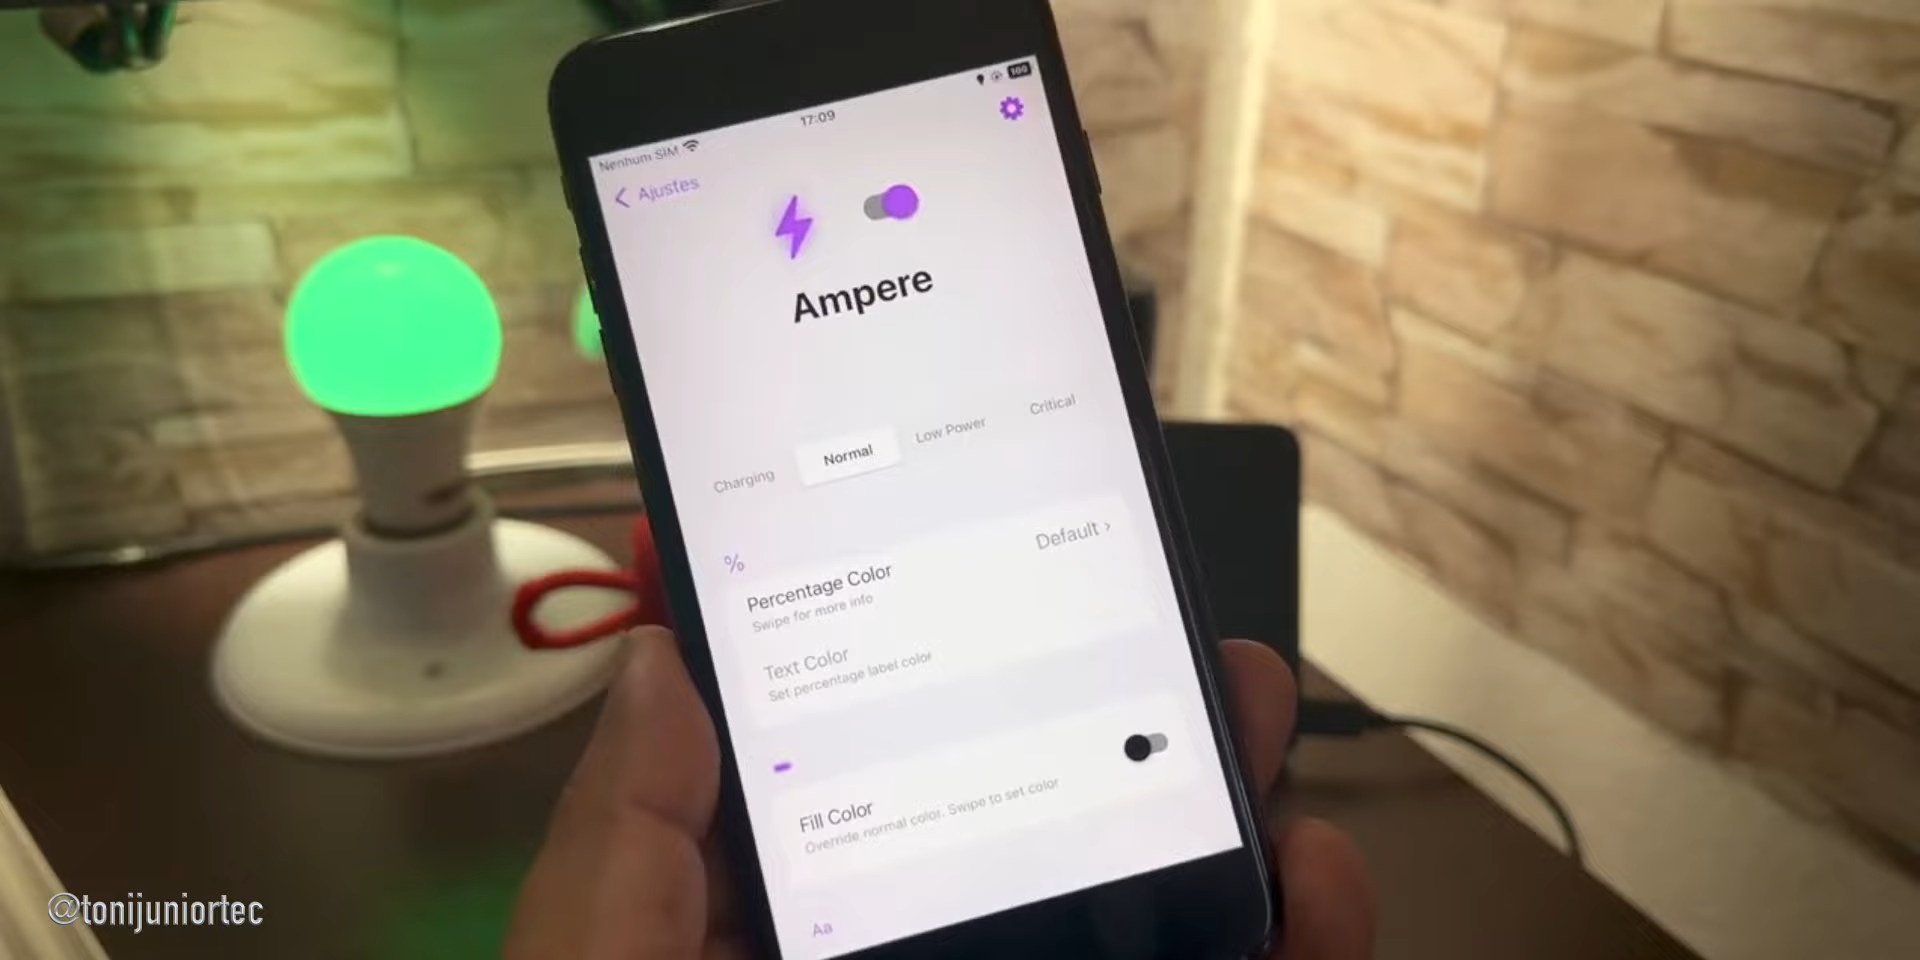 100
17:09
Nenhum SIM
Ajustes
Ampere
Charging
Normal
Low Power
Critical
%
Percentage Color
Default ›
Swipe for more info
Text Color
Set percentage label color
Fill Color
Override normal color. Swipe to set color
Aa
@tonijuniortec